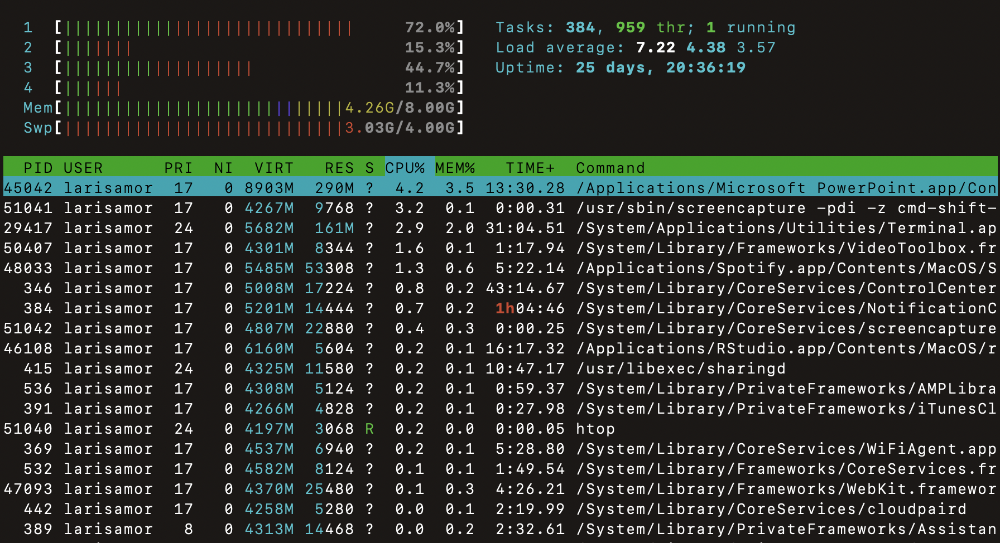 1 [||||||||||||||||||||||||||||| 72.0%] Tasks: 384, 959 thr; 1 running
2 [||||||| 15.3%] Load average: 7.22 4.38 3.57
3 [||||||||||||||||||| 44.7%] Uptime: 25 days, 20:36:19
4 [|||||| 11.3%]
Mem[||||||||||||||||||||||||||||4.26G/8.00G]
Swp[||||||||||||||||||||||||||||3.03G/4.00G]
PID USER PRI NI VIRT RES S CPU% MEM% TIME+ Command
45042 larisamor 17 0 8903M 290M ? 4.2 3.5 13:30.28 /Applications/Microsoft PowerPoint.app/Con
51041 larisamor 17 0 4267M 9768 ? 3.2 0.1 0:00.31 /usr/sbin/screencapture -pdi -z cmd-shift-
29417 larisamor 24 0 5682M 161M ? 2.9 2.0 31:04.51 /System/Applications/Utilities/Terminal.ap
50407 larisamor 17 0 4301M 8344 ? 1.6 0.1 1:17.94 /System/Library/Frameworks/VideoToolbox.fr
48033 larisamor 17 0 5485M 53308 ? 1.3 0.6 5:22.14 /Applications/Spotify.app/Contents/MacOS/S
346 larisamor 17 0 5008M 17224 ? 0.8 0.2 43:14.67 /System/Library/CoreServices/ControlCenter
384 larisamor 17 0 5201M 14444 ? 0.7 0.2 1h04:46 /System/Library/CoreServices/NotificationC
51042 larisamor 17 0 4807M 22880 ? 0.4 0.3 0:00.25 /System/Library/CoreServices/screencapture
46108 larisamor 17 0 6160M 5604 ? 0.2 0.1 16:17.32 /Applications/RStudio.app/Contents/MacOS/r
415 larisamor 24 0 4325M 11580 ? 0.2 0.1 10:47.17 /usr/libexec/sharingd
536 larisamor 17 0 4308M 5124 ? 0.2 0.1 0:59.37 /System/Library/PrivateFrameworks/AMPLibra
391 larisamor 17 0 4266M 4828 ? 0.2 0.1 0:27.98 /System/Library/PrivateFrameworks/iTunesCl
51040 larisamor 24 0 4197M 3068 R 0.2 0.0 0:00.05 htop
369 larisamor 17 0 4537M 6940 ? 0.2 0.1 5:28.80 /System/Library/CoreServices/WiFiAgent.app
532 larisamor 17 0 4582M 8124 ? 0.1 0.1 1:49.54 /System/Library/Frameworks/CoreServices.fr
47093 larisamor 17 0 4370M 25480 ? 0.1 0.3 4:26.21 /System/Library/Frameworks/WebKit.framewor
442 larisamor 17 0 4258M 5280 ? 0.0 0.1 2:19.99 /System/Library/CoreServices/cloudpaird
389 larisamor 8 0 4313M 14468 ? 0.0 0.2 2:32.61 /System/Library/PrivateFrameworks/Assistan